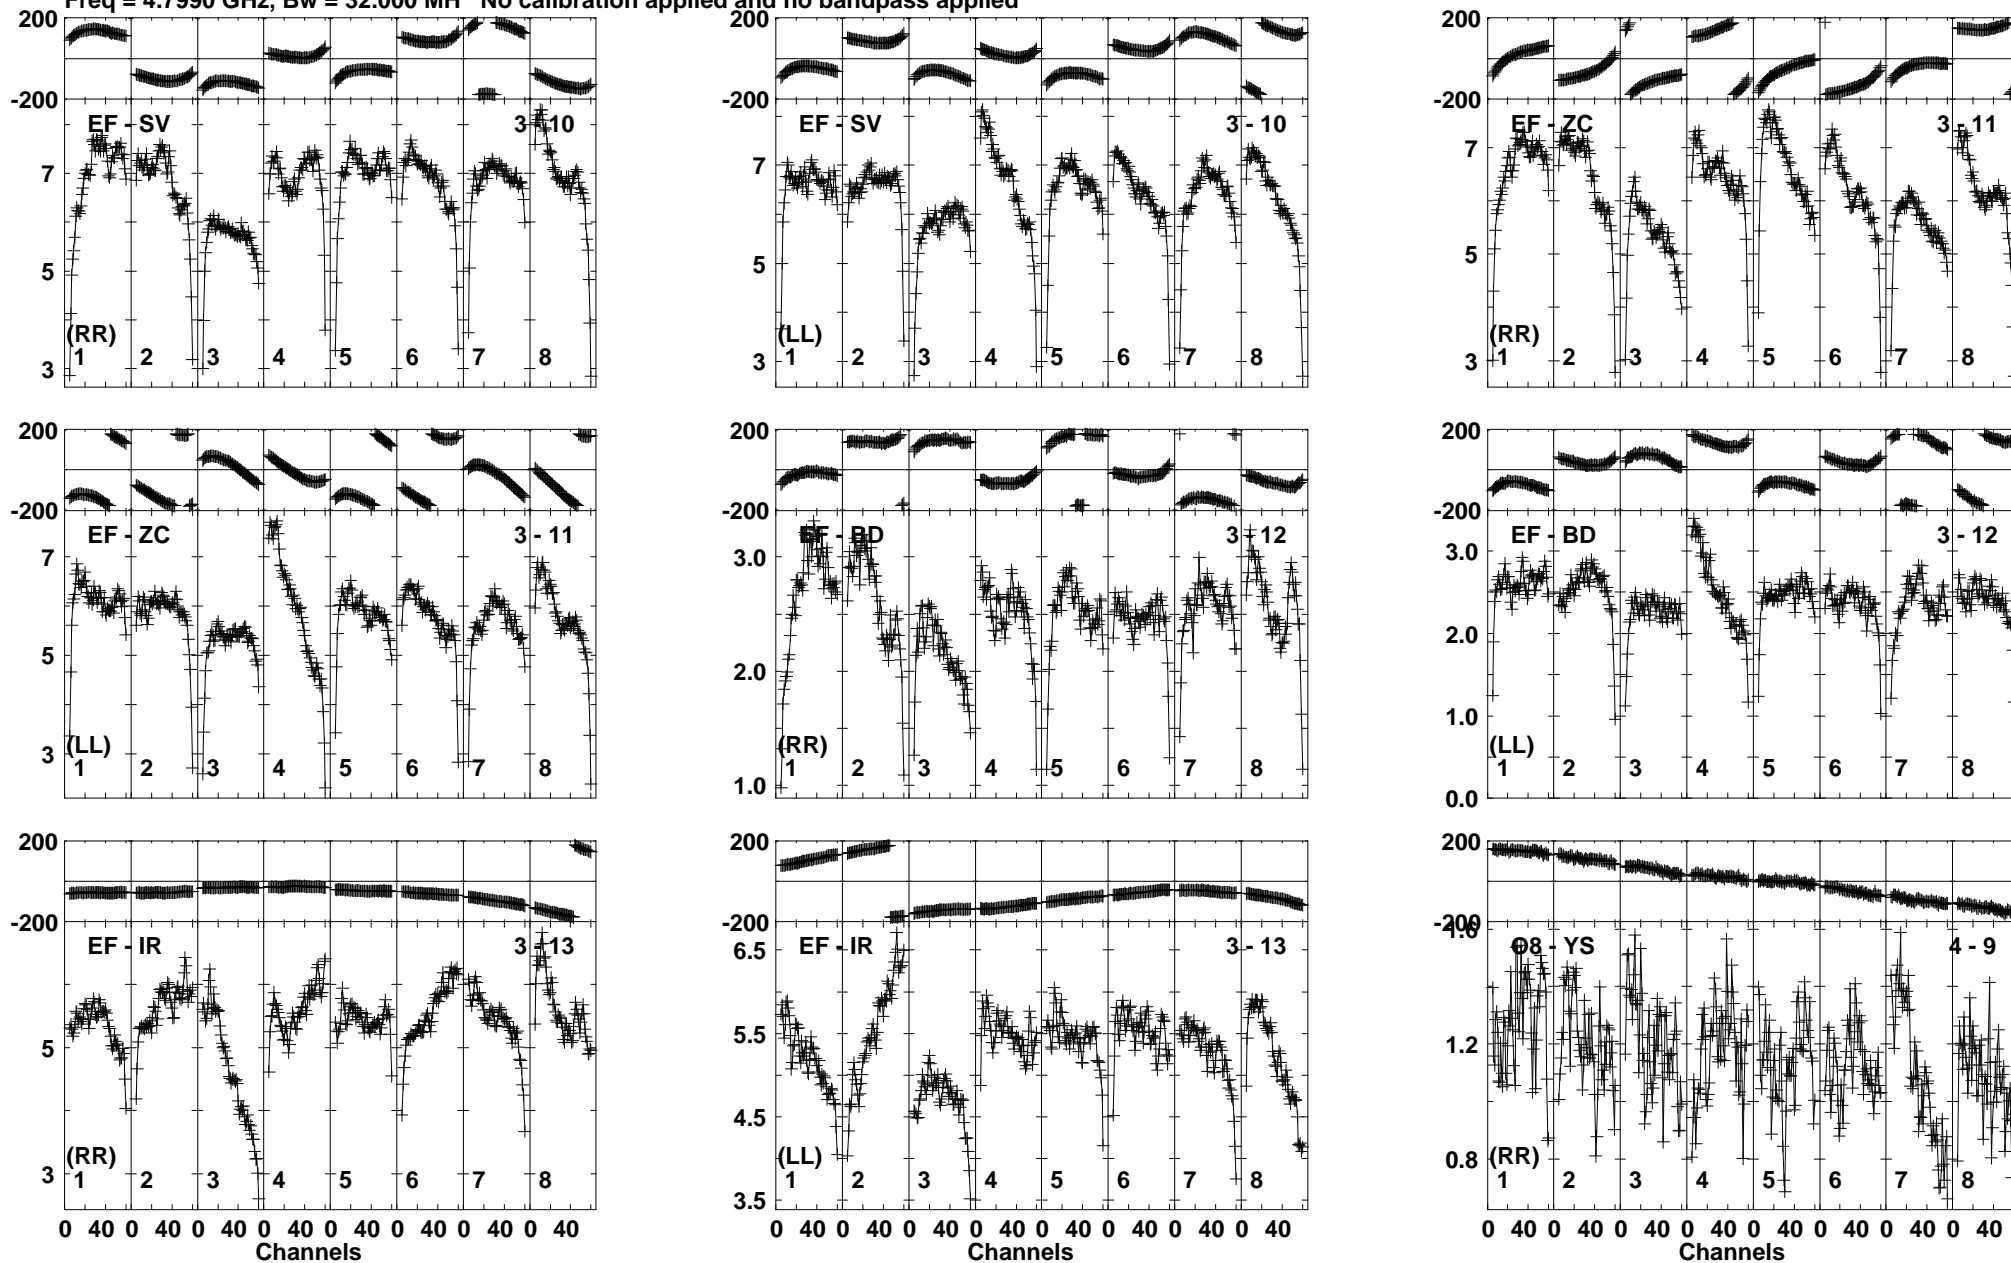 Freq = 4.7990 GHz, Bw = 32.000 MH No calibration applied and no bandpass applied
200
-200
EF - SV 3 - 10
7
5
3
(RR)
1 2 3 4 5 6 7 8
200
-200
EF - SV 3 - 10
7
5
3
(LL)
1 2 3 4 5 6 7 8
200
-200
EF - ZC 3 - 11
7
5
3
(RR)
1 2 3 4 5 6 7 8
200
-200
EF - ZC 3 - 11
7
5
3
(LL)
1 2 3 4 5 6 7 8
200
-200
EF - BD 3 - 12
3.0
2.0
1.0
(RR)
1 2 3 4 5 6 7 8
200
-200
EF - BD 3 - 12
3.0
2.0
1.0
0.0
(LL)
1 2 3 4 5 6 7 8
200
-200
EF - IR 3 - 13
5
3
(RR)
1 2 3 4 5 6 7 8
0 40 0 40 0 40 0 40 0 40 0 40 0 40 0 40
Channels
200
-200
EF - IR 3 - 13
6.5
5.5
4.5
3.5
(LL)
1 2 3 4 5 6 7 8
0 40 0 40 0 40 0 40 0 40 0 40 0 40 0 40
Channels
200
-200
1.6
O8 - YS 4 - 9
1.2
0.8
(RR)
1 2 3 4 5 6 7 8
0 40 0 40 0 40 0 40 0 40 0 40 0 40 0 40
Channels